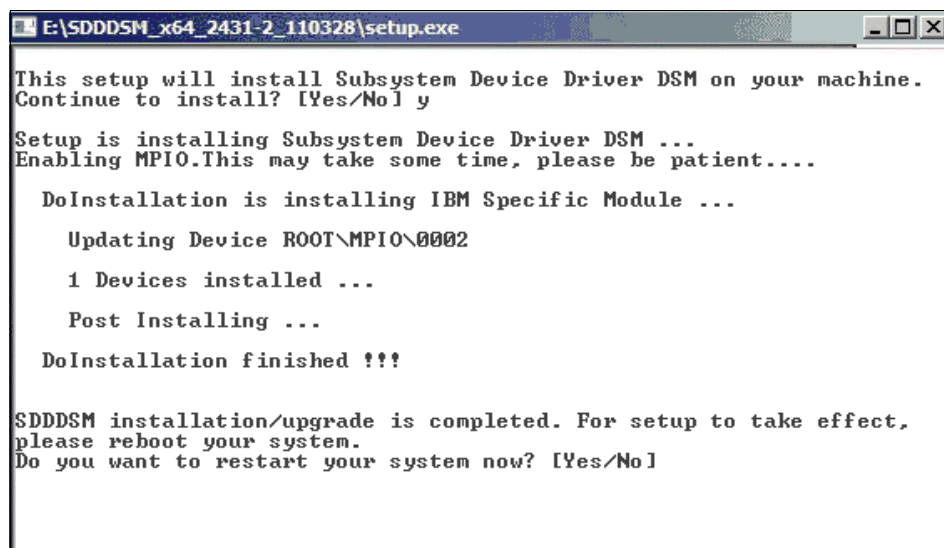 E:\SDDDSM_x64_2431-2_110328\setup.exe
This setup will install Subsystem Device Driver DSM on your machine.
Continue to install? [Yes/No] y
Setup is installing Subsystem Device Driver DSM ...
Enabling MPIO.This may take some time, please be patient....
DoInstallation is installing IBM Specific Module ...
Updating Device ROOT\MPIO\0002
1 Devices installed ...
Post Installing ...
DoInstallation finished !!!
SDDDSM installation/upgrade is completed. For setup to take effect,
please reboot your system.
Do you want to restart your system now? [Yes/No]